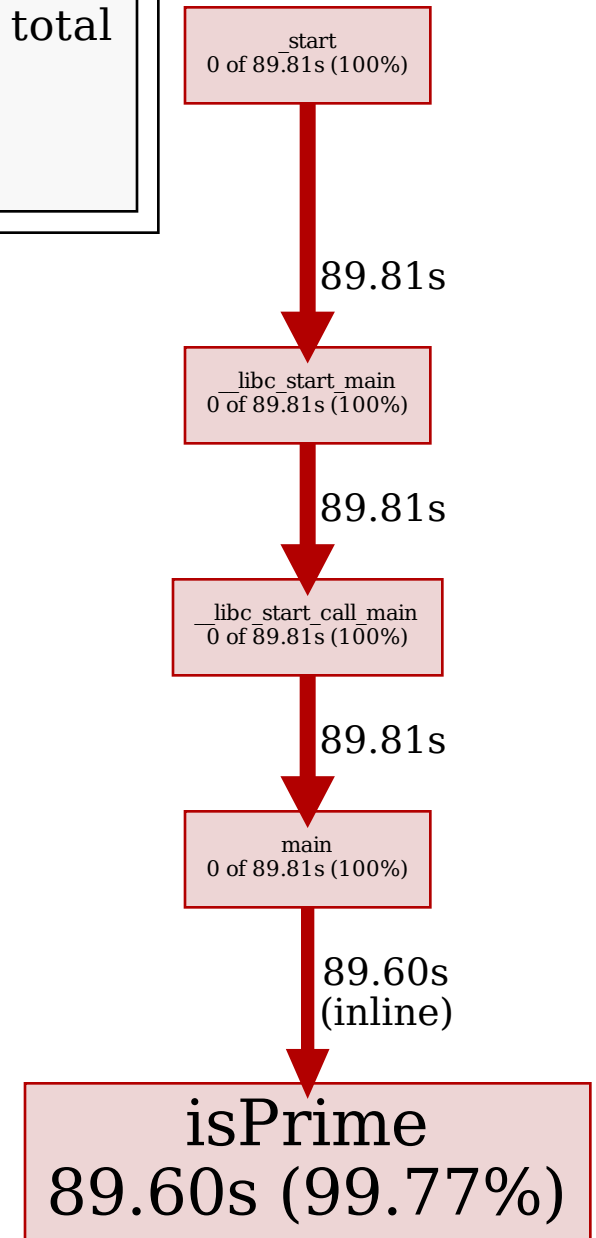 total
_start
0 of 89.81s (100%)
89.81s
__libc_start_main
0 of 89.81s (100%)
89.81s
__libc_start_call_main
0 of 89.81s (100%)
89.81s
main
0 of 89.81s (100%)
89.60s
(inline)
isPrime
89.60s (99.77%)